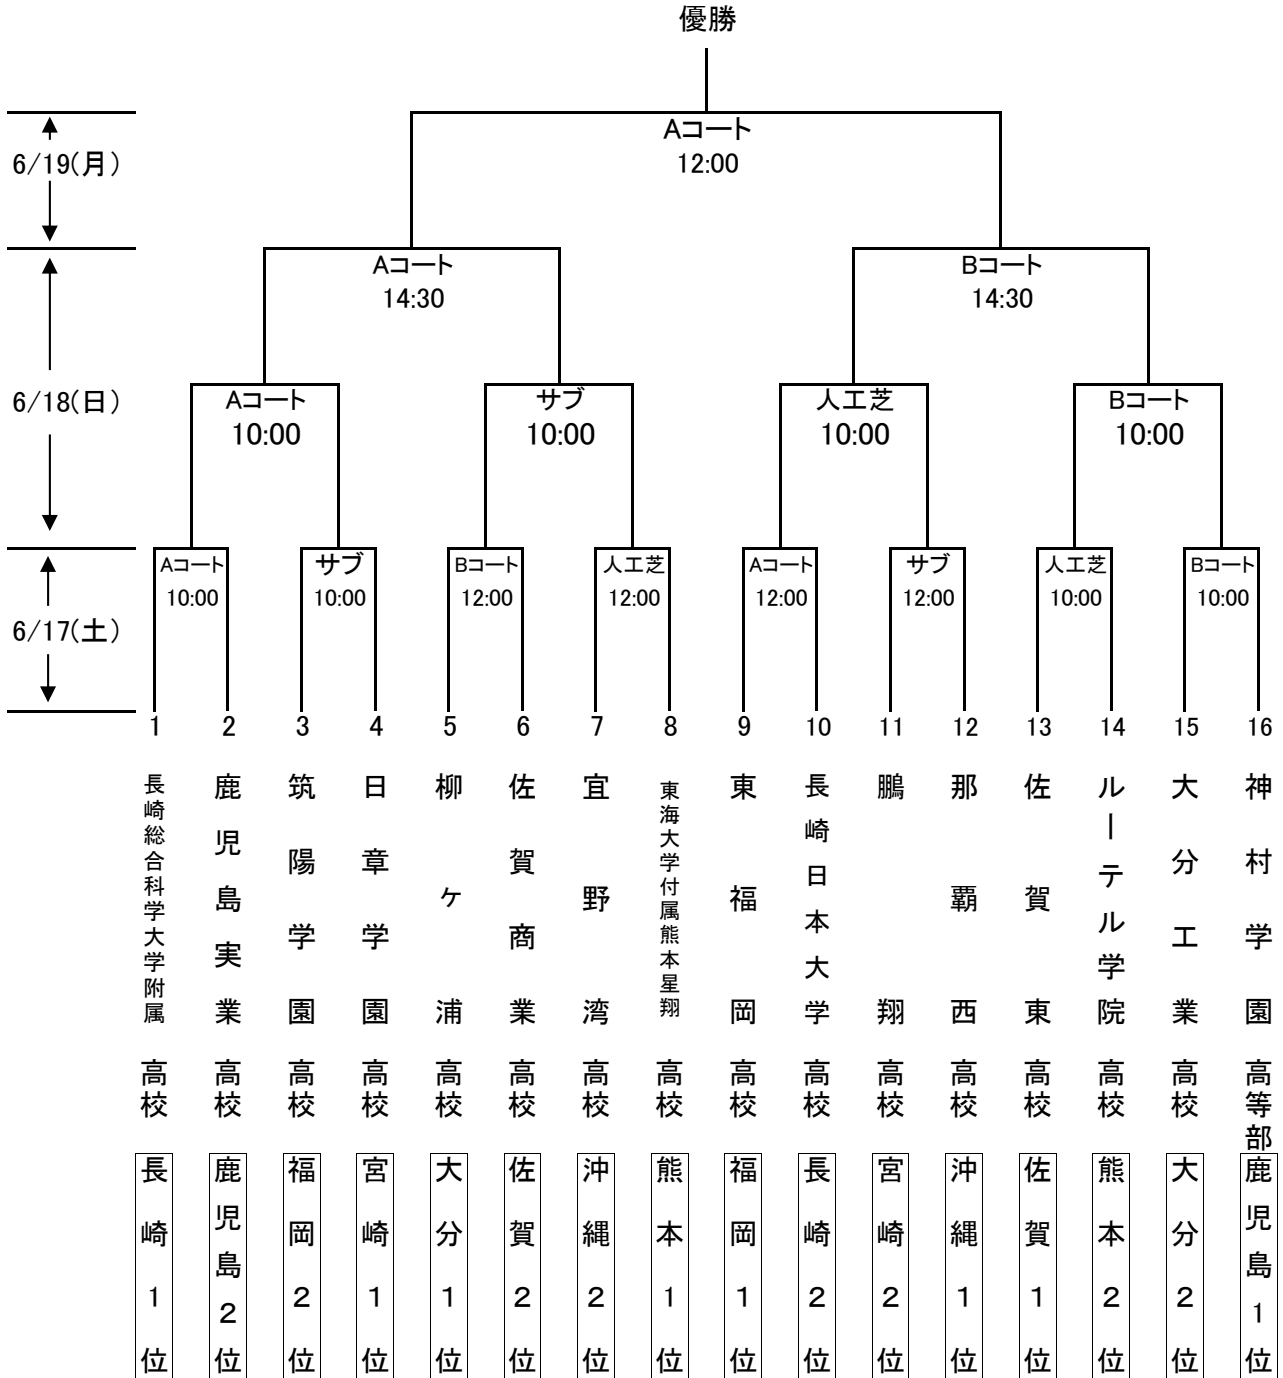 優勝
Aコート
12:00
6/19(月)
Aコート
14:30
Bコート
14:30
6/18(日)
Aコート
10:00
サブ
10:00
人工芝
10:00
Bコート
10:00
6/17(土)
Aコート
10:00
サブ
10:00
Bコート
12:00
人工芝
12:00
Aコート
12:00
サブ
12:00
人工芝
10:00
Bコート
10:00
1
長崎総合科学大学附属
高校
長崎1位
2
鹿児島実業
高校
鹿児島2位
3
筑陽学園
高校
福岡2位
4
日章学園
高校
宮崎1位
5
柳ヶ浦
高校
大分1位
6
佐賀商業
高校
佐賀2位
7
宜野湾
高校
沖縄2位
8
東海大学付属熊本星翔
高校
熊本1位
9
東福岡
高校
福岡1位
10
長崎日本大学
高校
長崎2位
11
鵬翔
高校
宮崎2位
12
那覇西
高校
沖縄1位
13
佐賀東
高校
佐賀1位
14
ルーテル学院
高校
熊本2位
15
大分工業
高校
大分2位
16
神村学園
高等部
鹿児島1位